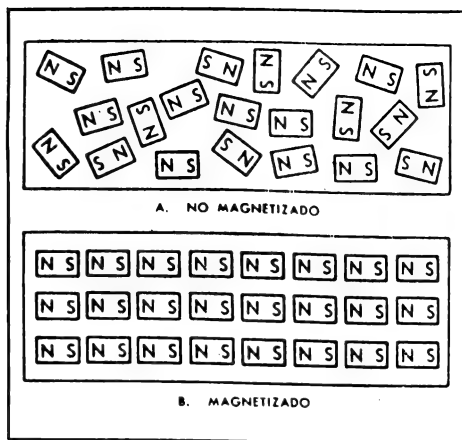 N S N S S N N S N S N S S N
N S S N N S N S N S N S S N
N S S N N S S N N S N S S N
A. NO MAGNETIZADO
N S N S N S N S N S N S N S N S
N S N S N S N S N S N S N S N S
N S N S N S N S N S N S N S N S
B. MAGNETIZADO